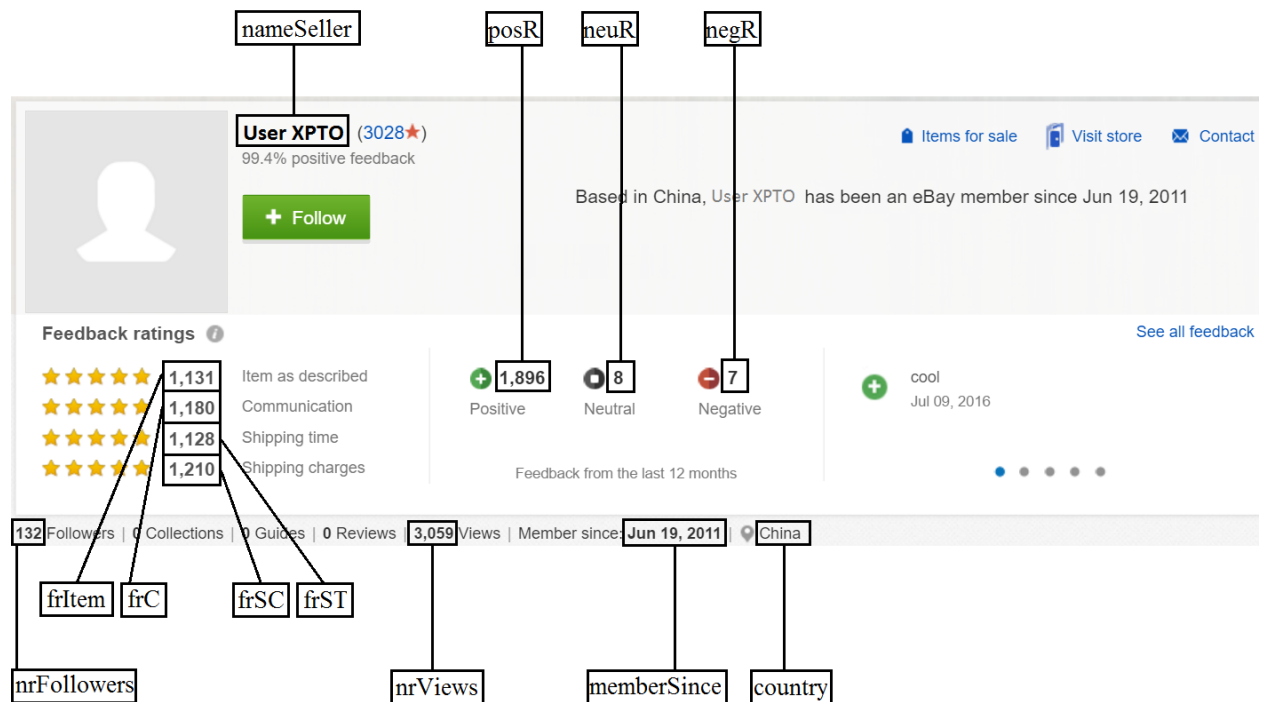 nameSeller posR neuR negR
User XPTO (3028★)
Items for sale Visit store Contact
99.4% positive feedback
Based in China, User XPTO has been an eBay member since Jun 19, 2011
+ Follow
Feedback ratings i
See all feedback
1,131 Item as described
1,180 Communication
1,128 Shipping time
1,210 Shipping charges
1,896 8 7
Positive Neutral Negative
Feedback from the last 12 months
cool
Jul 09, 2016
132 Followers | 0 Collections | 0 Guides | 0 Reviews | 3,059 Views | Member since: Jun 19, 2011 | China
frItem frC frSC frST
nrFollowers nrViews memberSince country